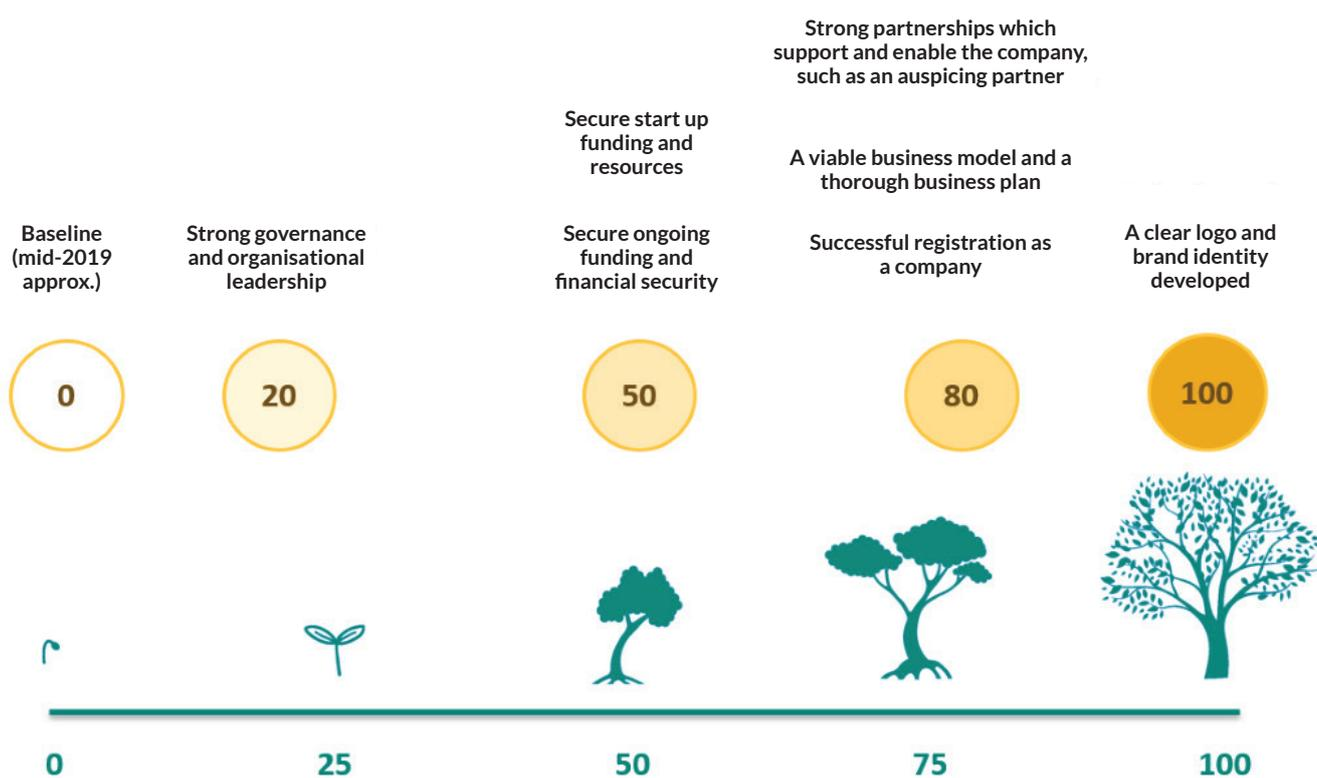 Strong partnerships which
support and enable the company,
such as an auspicing partner
Secure start up
funding and
resources
A viable business model and a
thorough business plan
Baseline
(mid-2019
approx.)
Strong governance
and organisational
leadership
Secure ongoing
funding and
financial security
Successful registration as
a company
A clear logo and
brand identity
developed
0
20
50
80
100
0
25
50
75
100